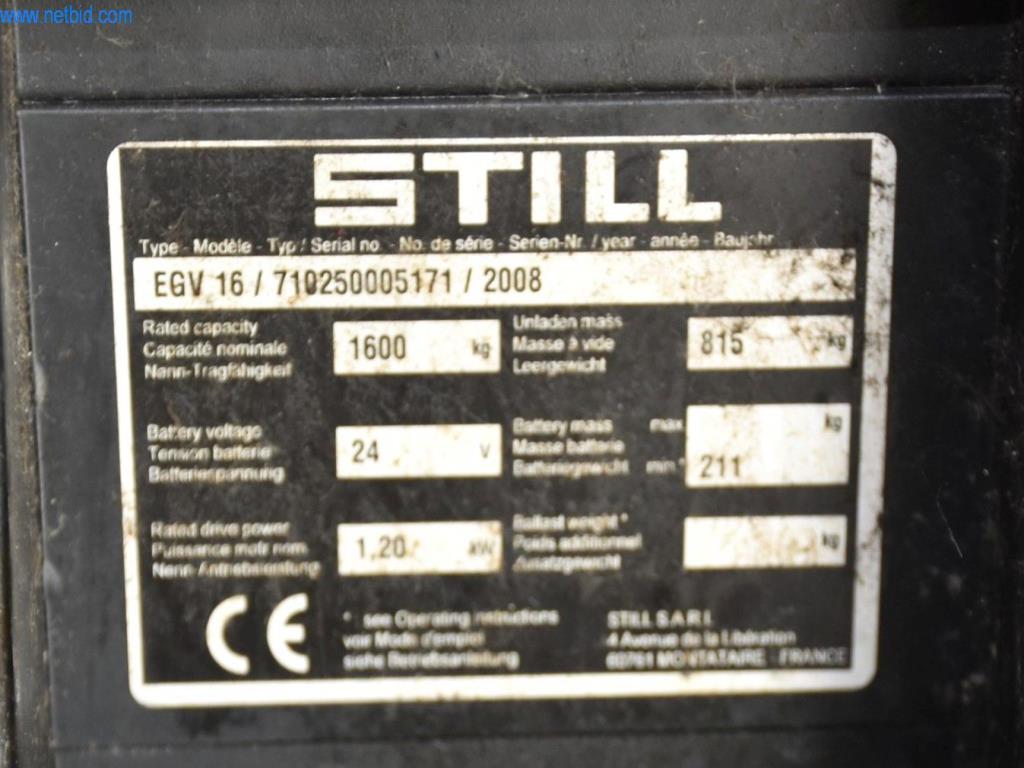 www.netbid.com
STILL
Type - Modèle - Typ / Serial no. - No. de série - Serien-Nr. / year - année - Baujahr
EGV 16 / 710250005171 / 2008
Rated capacity
Capacité nominale
Nenn-Tragfähigkeit
1600 kg
Unladen mass
Masse à vide
Leergewicht
815 kg
Battery voltage
Tension batterie
Batteriespannung
24 V
Battery mass max
Masse batterie
Batteriegewicht min *
kg
211
Rated drive power
Puissance motr nom.
Nenn-Antriebsleistung
1,20 kW
Ballast weight *
Poids additionnel
Zusatzgewicht
kg
CE
* see Operating instructions
voir Mode d'emploi
siehe Betriebsanleitung
STILL S.A.R.L
4 Avenue de la Libération
60761 MONTATAIRE - FRANCE